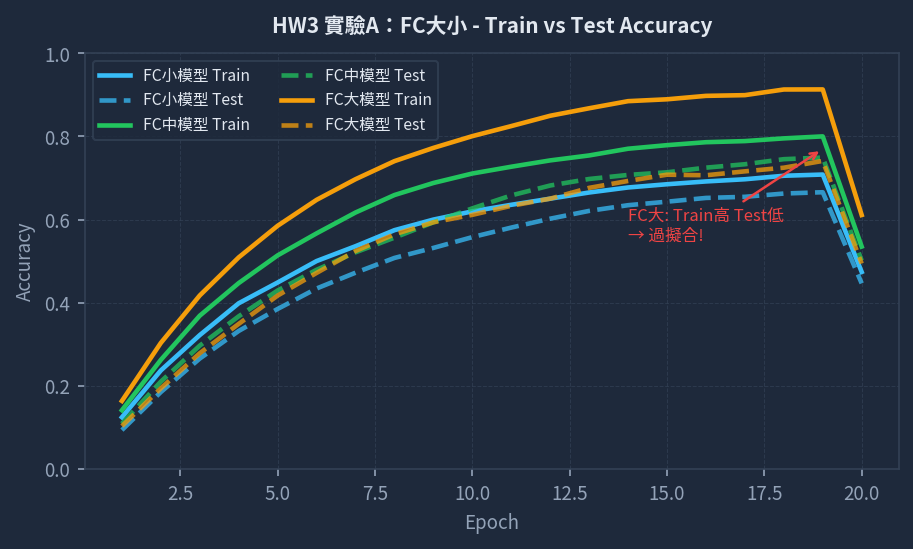 HW3 實驗A：FC大小 - Train vs Test Accuracy
FC小模型 Train
FC小模型 Test
FC中模型 Train
FC中模型 Test
FC大模型 Train
FC大模型 Test
1.0
0.8
0.6
0.4
0.2
0.0
Accuracy
FC大: Train高 Test低
→ 過擬合!
2.5 5.0 7.5 10.0 12.5 15.0 17.5 20.0
Epoch